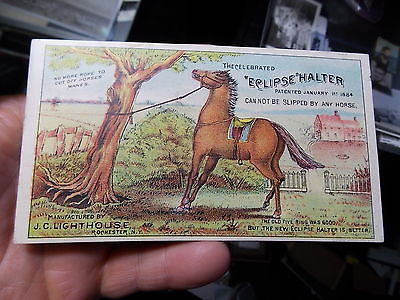 NO MORE ROPE TO
CUT OFF HORSES
MANES.
THE CELEBRATED
"ECLIPSE" HALTER
PATENTED JANUARY 1ST 1884
CANNOT BE SLIPPED BY ANY HORSE.
MANUFACTURED BY
J.C. LIGHTHOUSE
ROCHESTER N.Y.
THE OLD FIVE RING WAS GOOD
BUT THE NEW ECLIPSE HALTER IS BETTER.